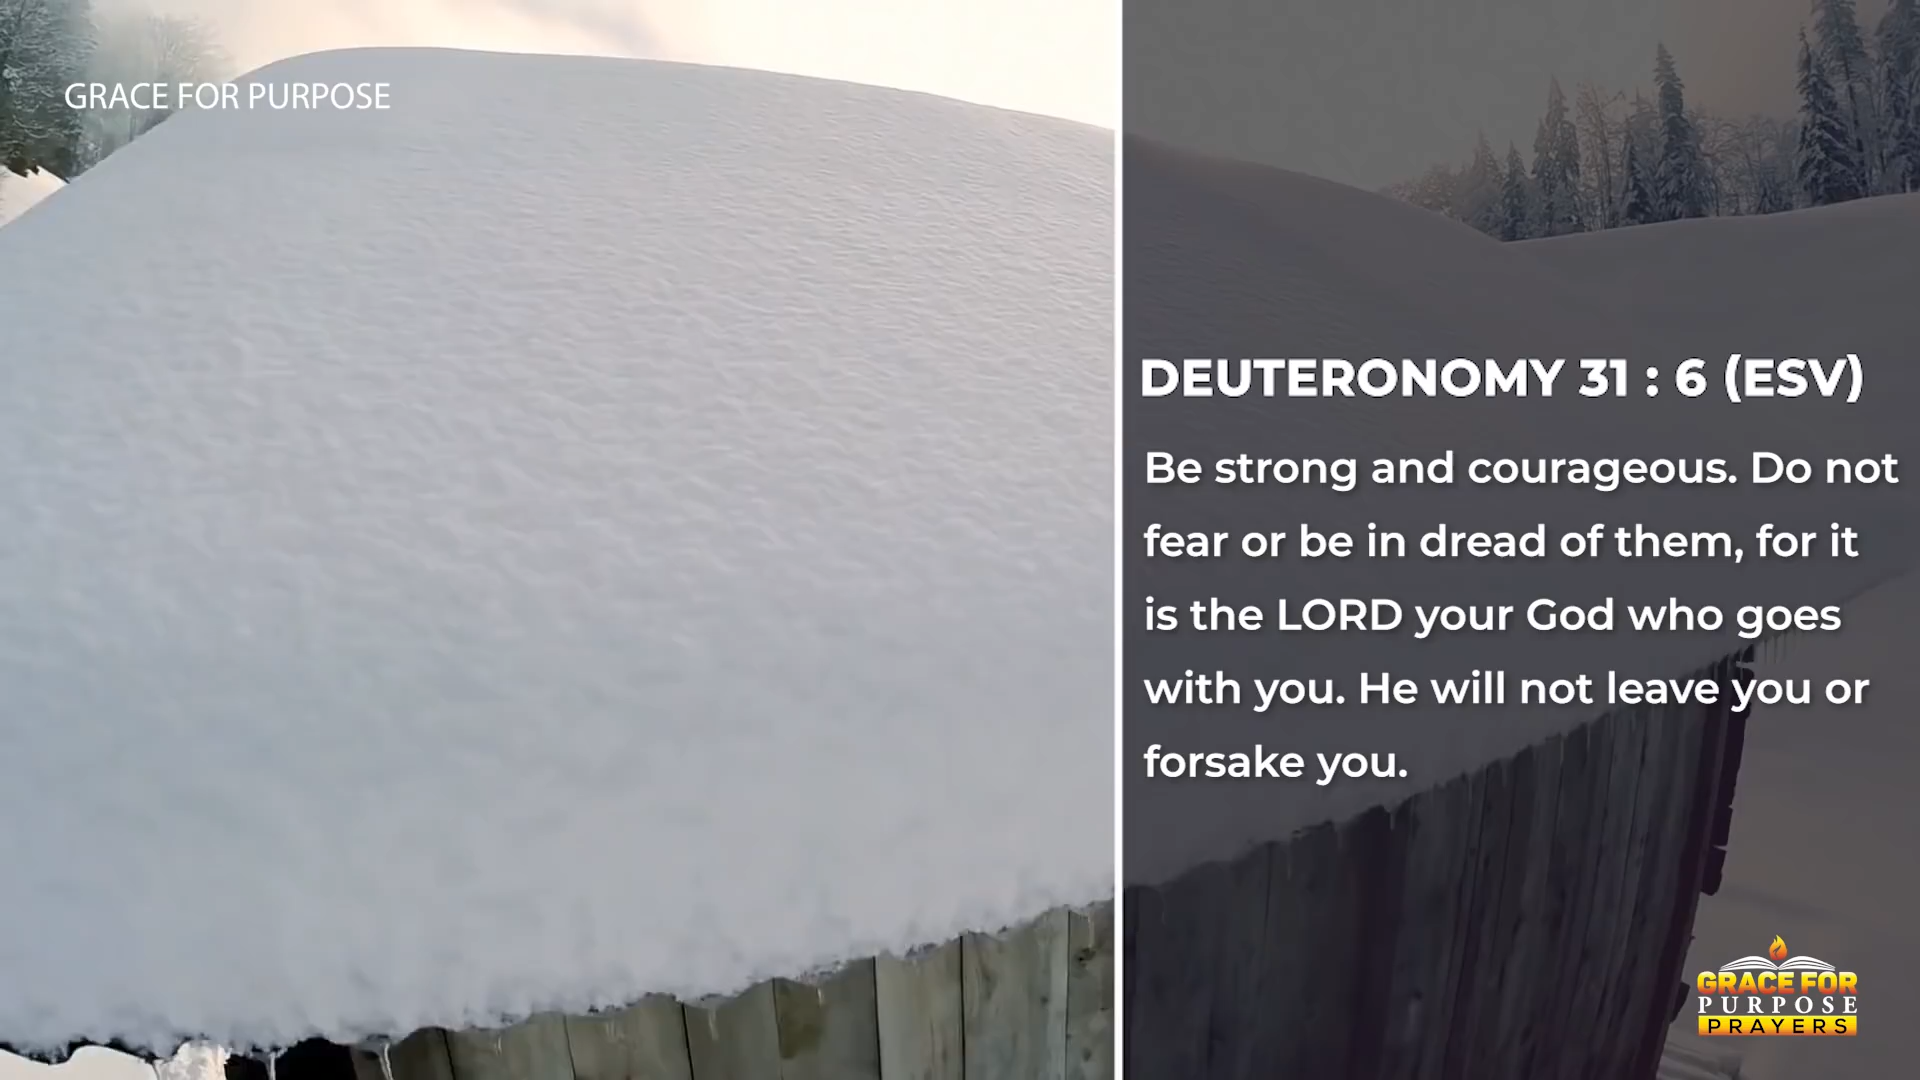 GRACE FOR PURPOSE
DEUTERONOMY 31 : 6 (ESV)
Be strong and courageous. Do not
fear or be in dread of them, for it
is the LORD your God who goes
with you. He will not leave you or
forsake you.
GRACE FOR
PURPOSE
PRAYERS